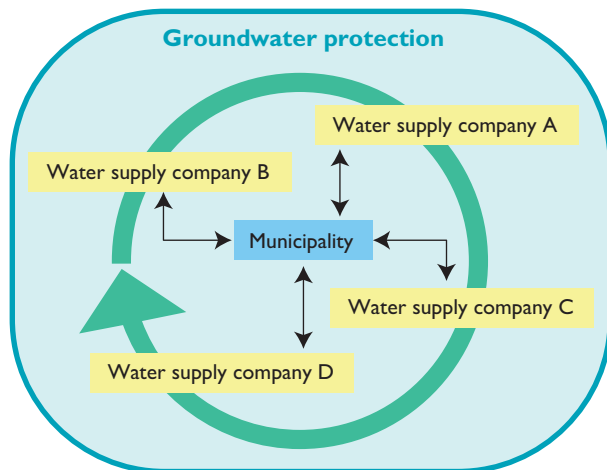 Groundwater protection
Water supply company A
Water supply company B
Municipality
Water supply company C
Water supply company D